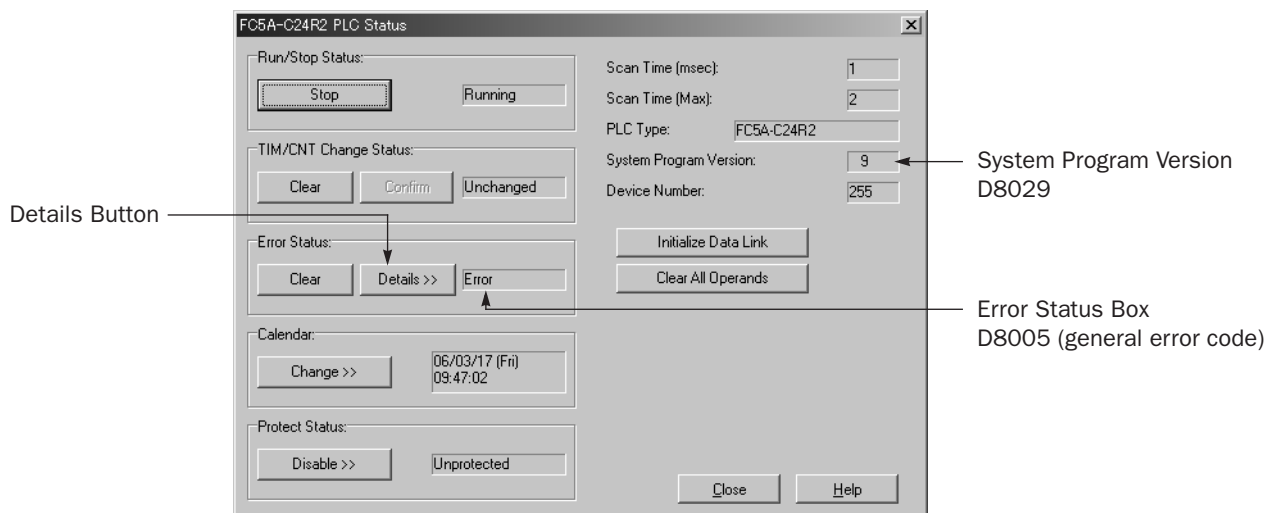 FC5A-C24R2 PLC Status
Run/Stop Status:
Stop
Running
TIM/CNT Change Status:
Clear
Confirm
Unchanged
Details Button
Error Status:
Clear
Details >>
Error
Calendar:
Change >>
06/03/17 (Fri)
09:47:02
Protect Status:
Disable >>
Unprotected
Scan Time (msec):
1
Scan Time (Max):
2
PLC Type:
FC5A-C24R2
System Program Version:
9
Device Number:
255
Initialize Data Link
Clear All Operands
Close
Help
System Program Version
D8029
Error Status Box
D8005 (general error code)